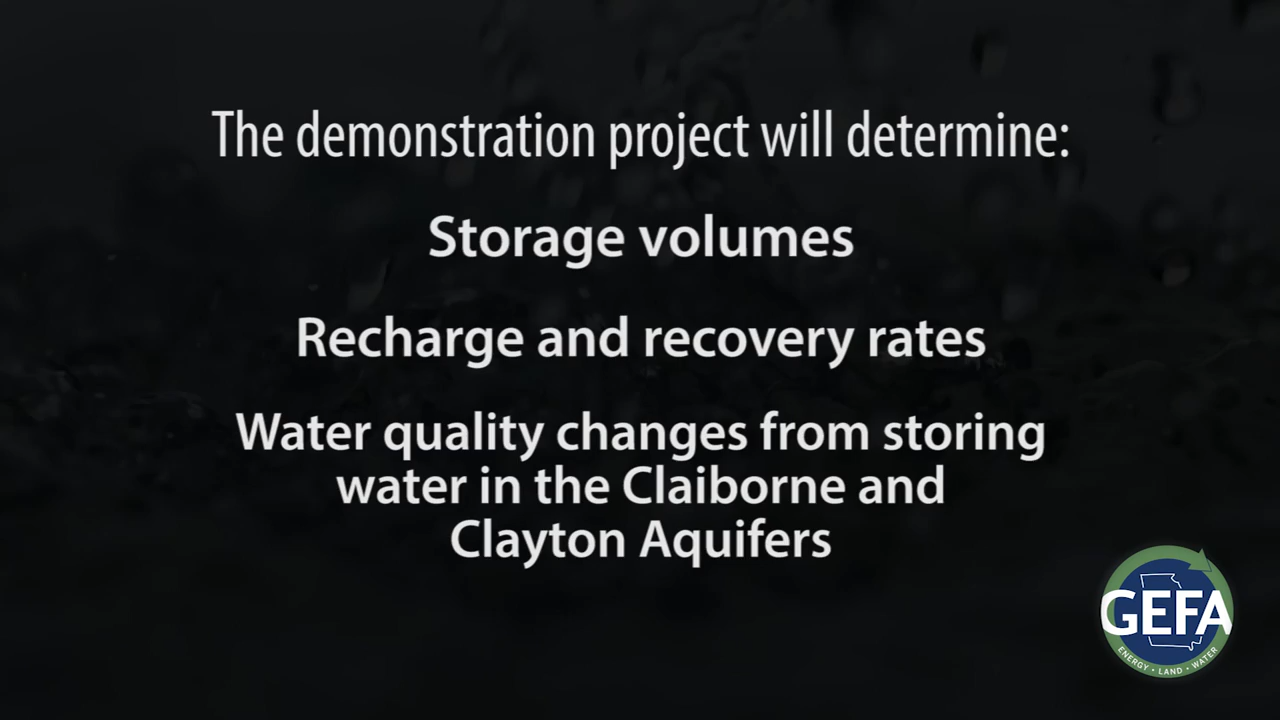 The demonstration project will determine:
Storage volumes
Recharge and recovery rates
Water quality changes from storing
water in the Claiborne and
Clayton Aquifers
GEFA
ENERGY • LAND • WATER